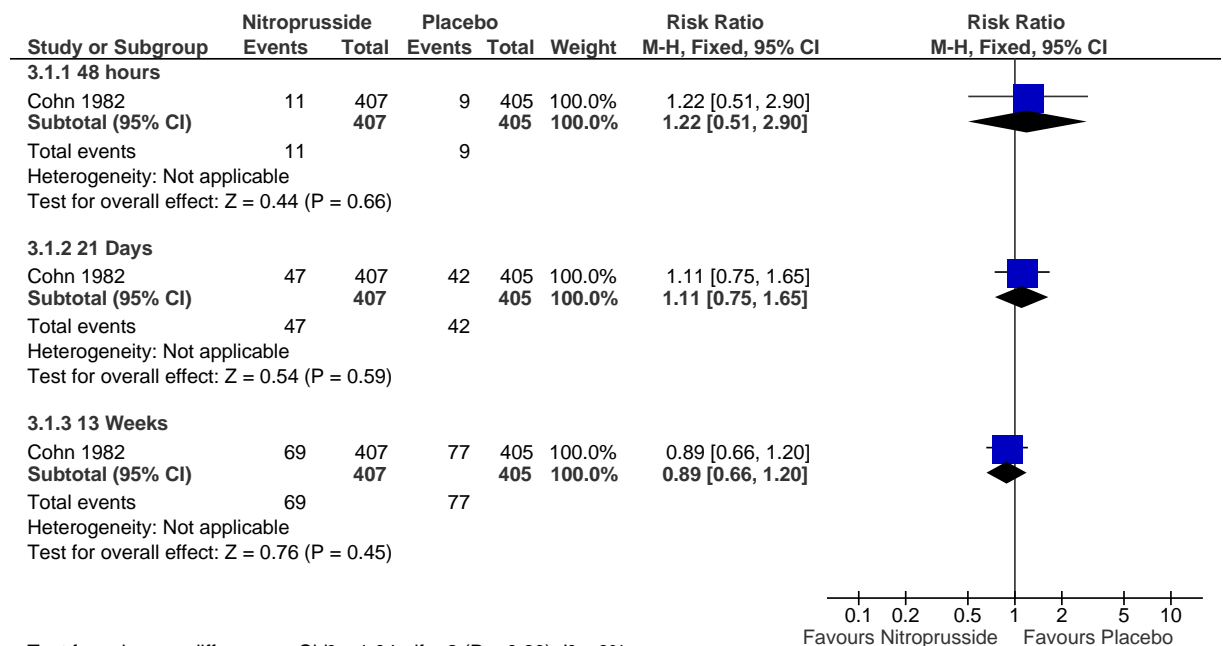 Nitroprusside Placebo Risk Ratio Risk Ratio
Study or Subgroup Events Total Events Total Weight M-H, Fixed, 95% CI M-H, Fixed, 95% CI
3.1.1 48 hours
Cohn 1982 11 407 9 405 100.0% 1.22 [0.51, 2.90]
Subtotal (95% CI) 407 405 100.0% 1.22 [0.51, 2.90]
Total events 11 9
Heterogeneity: Not applicable
Test for overall effect: Z = 0.44 (P = 0.66)
3.1.2 21 Days
Cohn 1982 47 407 42 405 100.0% 1.11 [0.75, 1.65]
Subtotal (95% CI) 407 405 100.0% 1.11 [0.75, 1.65]
Total events 47 42
Heterogeneity: Not applicable
Test for overall effect: Z = 0.54 (P = 0.59)
3.1.3 13 Weeks
Cohn 1982 69 407 77 405 100.0% 0.89 [0.66, 1.20]
Subtotal (95% CI) 407 405 100.0% 0.89 [0.66, 1.20]
Total events 69 77
Heterogeneity: Not applicable
Test for overall effect: Z = 0.76 (P = 0.45)
0.1 0.2 0.5 1 2 5 10
Favours Nitroprusside Favours Placebo